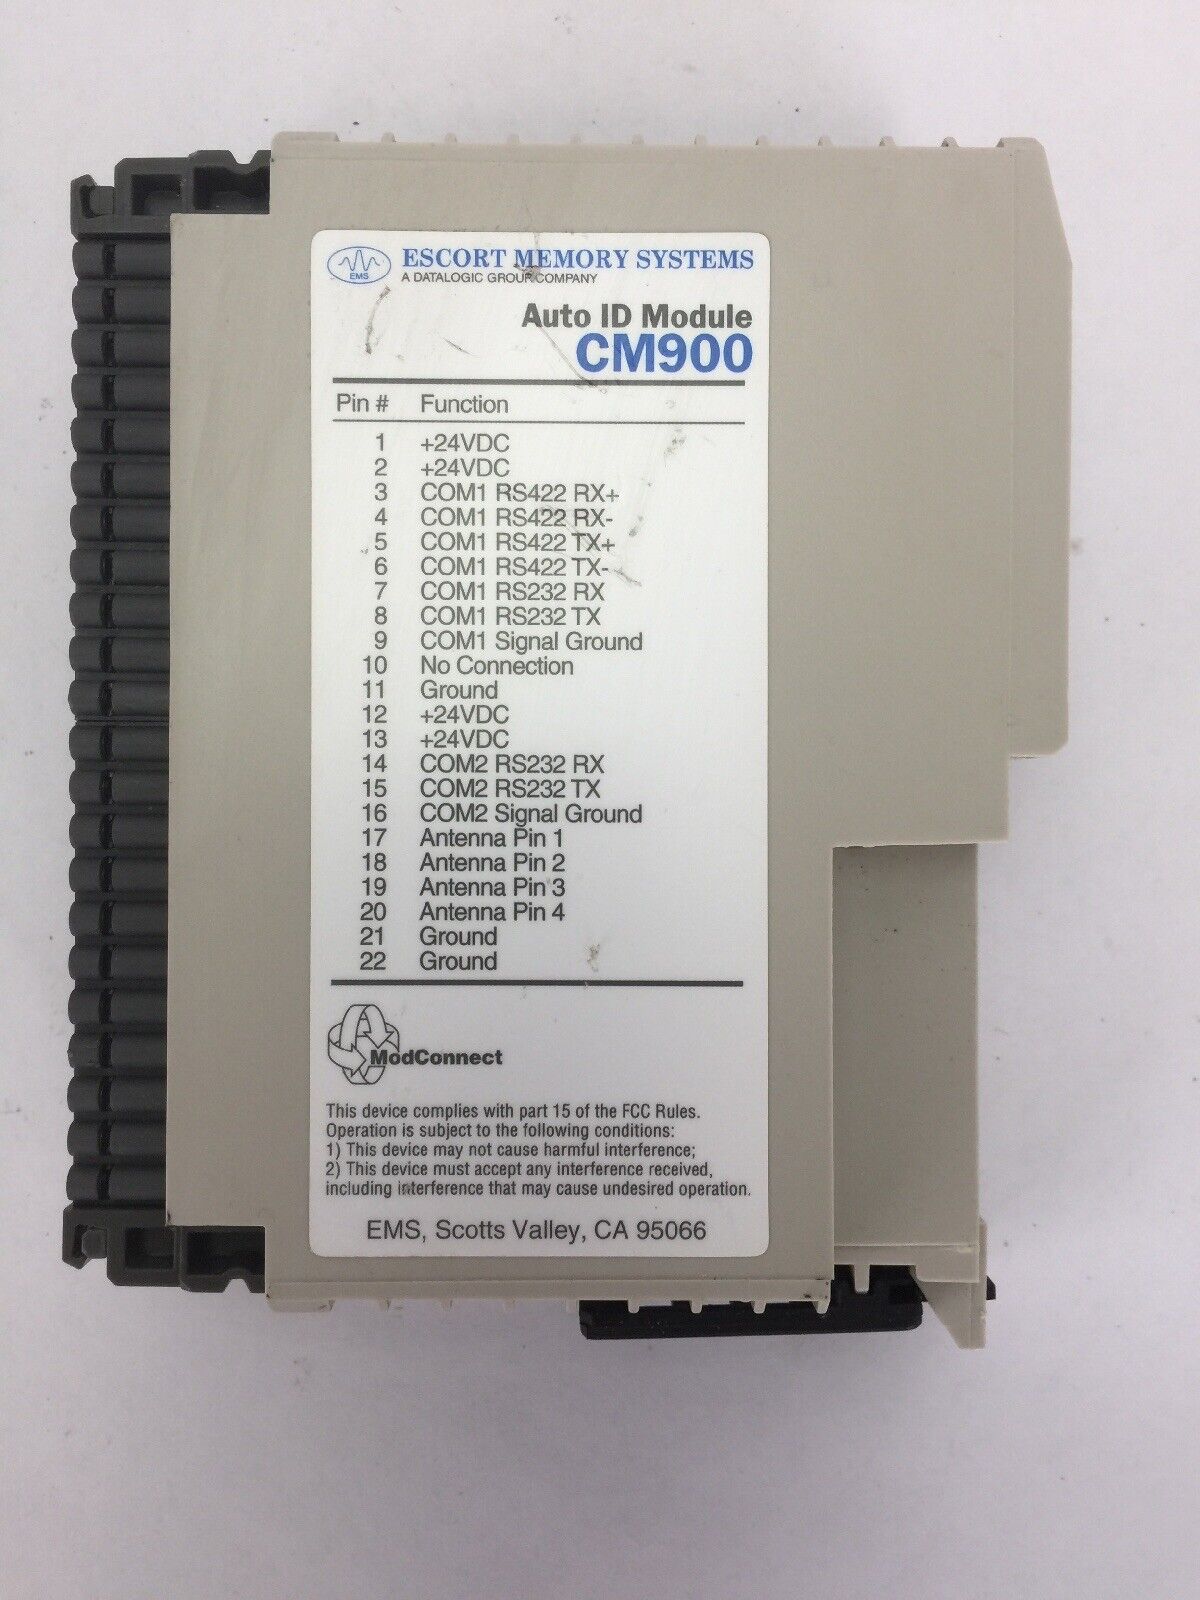 EMS
ESCORT MEMORY SYSTEMS
A DATALOGIC GROUP COMPANY
Auto ID Module
CM900
Pin # Function
1 +24VDC
2 +24VDC
3 COM1 RS422 RX+
4 COM1 RS422 RX-
5 COM1 RS422 TX+
6 COM1 RS422 TX-
7 COM1 RS232 RX
8 COM1 RS232 TX
9 COM1 Signal Ground
10 No Connection
11 Ground
12 +24VDC
13 +24VDC
14 COM2 RS232 RX
15 COM2 RS232 TX
16 COM2 Signal Ground
17 Antenna Pin 1
18 Antenna Pin 2
19 Antenna Pin 3
20 Antenna Pin 4
21 Ground
22 Ground
ModConnect
This device complies with part 15 of the FCC Rules.
Operation is subject to the following conditions:
1) This device may not cause harmful interference;
2) This device must accept any interference received,
including interference that may cause undesired operation.
EMS, Scotts Valley, CA 95066